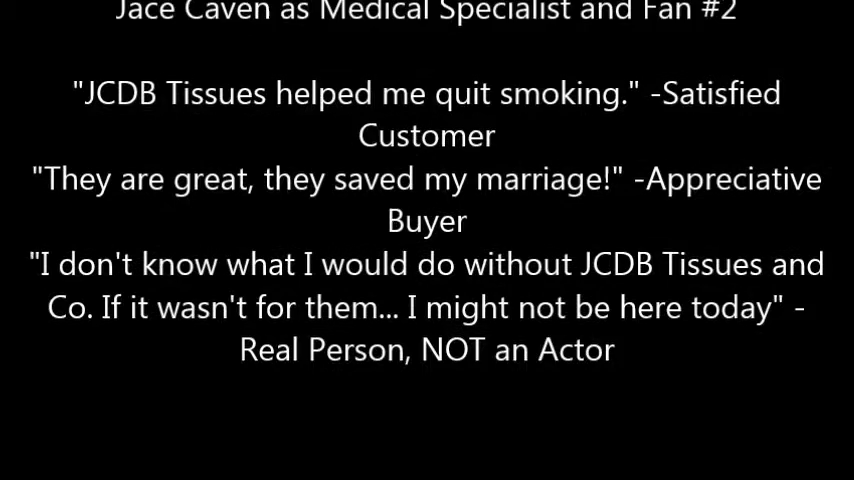 Jace Caven as Medical Specialist and Fan #2
"JCDB Tissues helped me quit smoking." -Satisfied
Customer
"They are great, they saved my marriage!" -Appreciative
Buyer
"I don't know what I would do without JCDB Tissues and
Co. If it wasn't for them... I might not be here today" -
Real Person, NOT an Actor